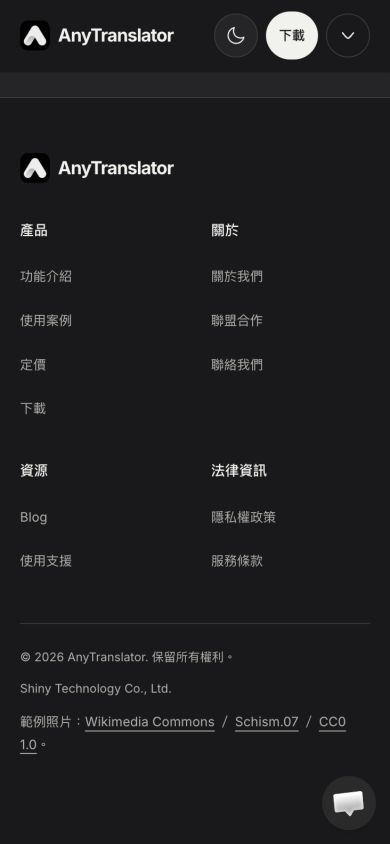 AnyTranslator
下載
AnyTranslator
產品
功能介紹
使用案例
定價
下載
關於
關於我們
聯盟合作
聯絡我們
資源
Blog
使用支援
法律資訊
隱私權政策
服務條款
© 2026 AnyTranslator. 保留所有權利。
Shiny Technology Co., Ltd.
範例照片：Wikimedia Commons / Schism.07 / CC0
1.0。